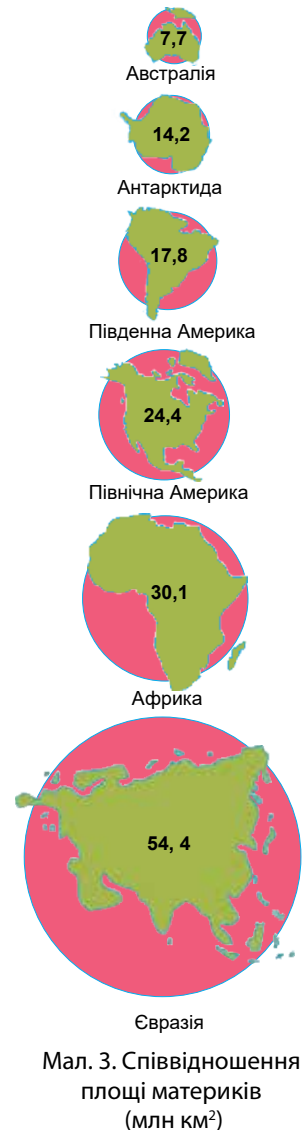 7,7
Австралія
14,2
Антарктида
17,8
Південна Америка
24,4
Північна Америка
30,1
Африка
54, 4
Євразія
Мал. 3. Співвідношення
площі материків
(млн км²)